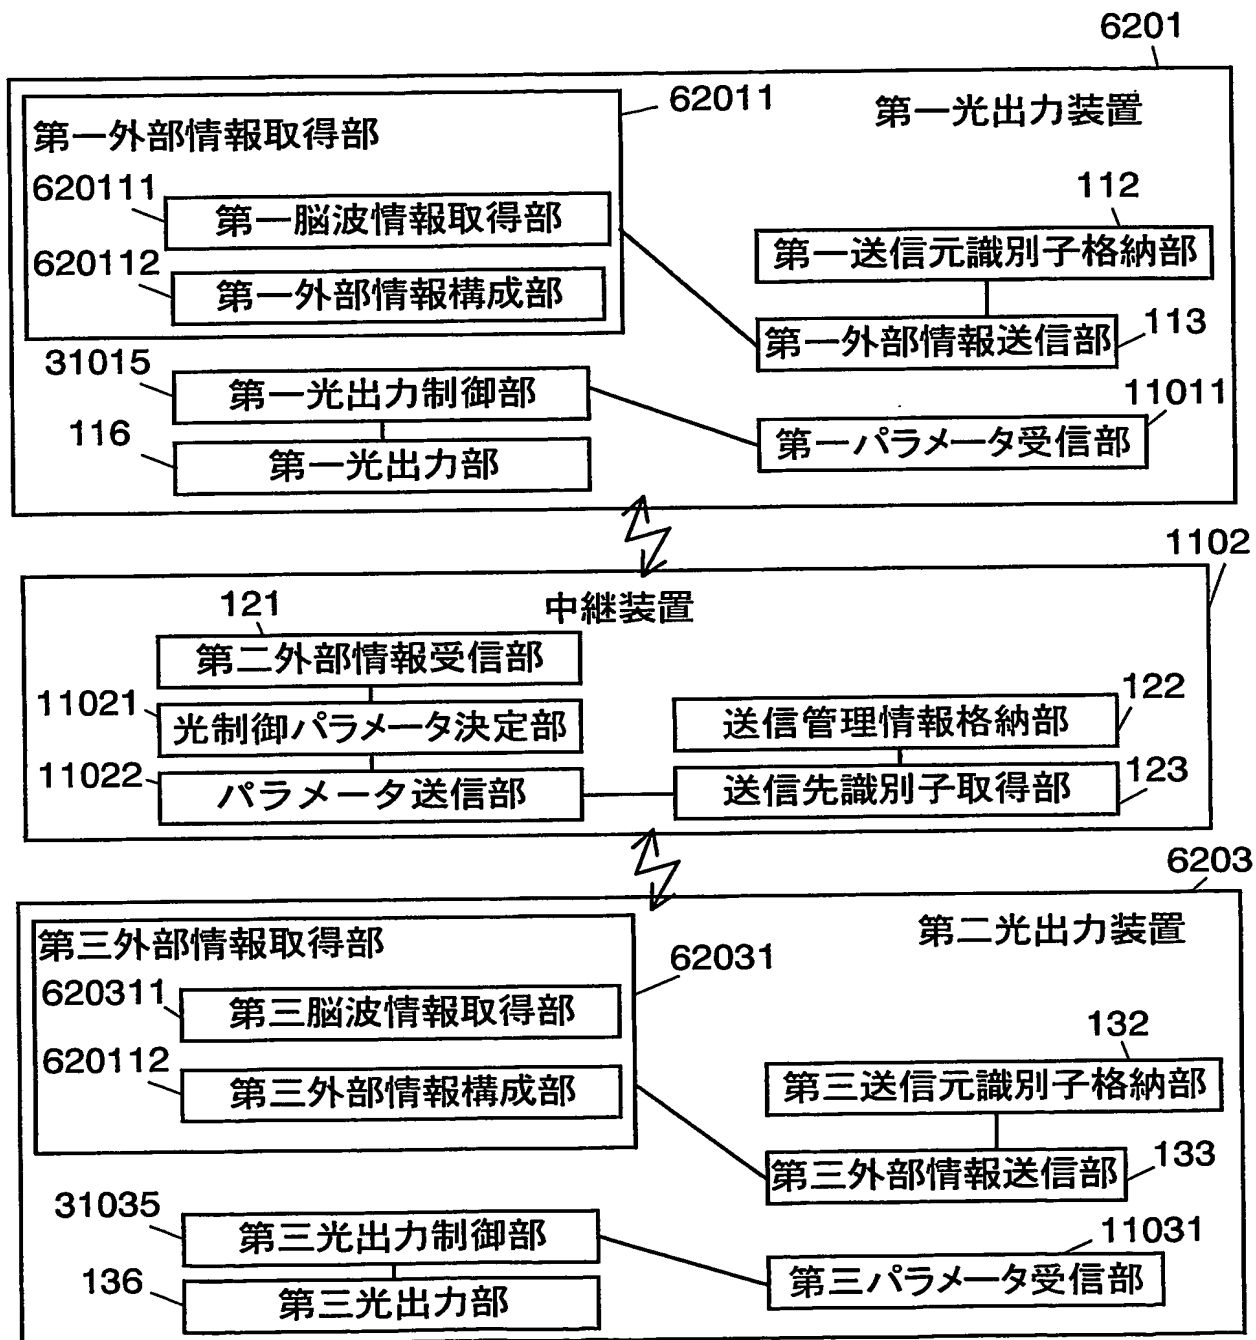 6201
第一光出力装置
62011
第一外部情報取得部
620111
第一脳波情報取得部
112
第一送信元識別子格納部
620112
第一外部情報構成部
第一外部情報送信部
113
31015
第一光出力制御部
11011
第一パラメータ受信部
116
第一光出力部
1102
中継装置
121
第二外部情報受信部
11021
光制御パラメータ決定部
送信管理情報格納部
122
11022
パラメータ送信部
送信先識別子取得部
123
6203
第二光出力装置
第三外部情報取得部
62031
620311
第三脳波情報取得部
132
620112
第三外部情報構成部
第三送信元識別子格納部
第三外部情報送信部
133
31035
第三光出力制御部
11031
第三パラメータ受信部
136
第三光出力部